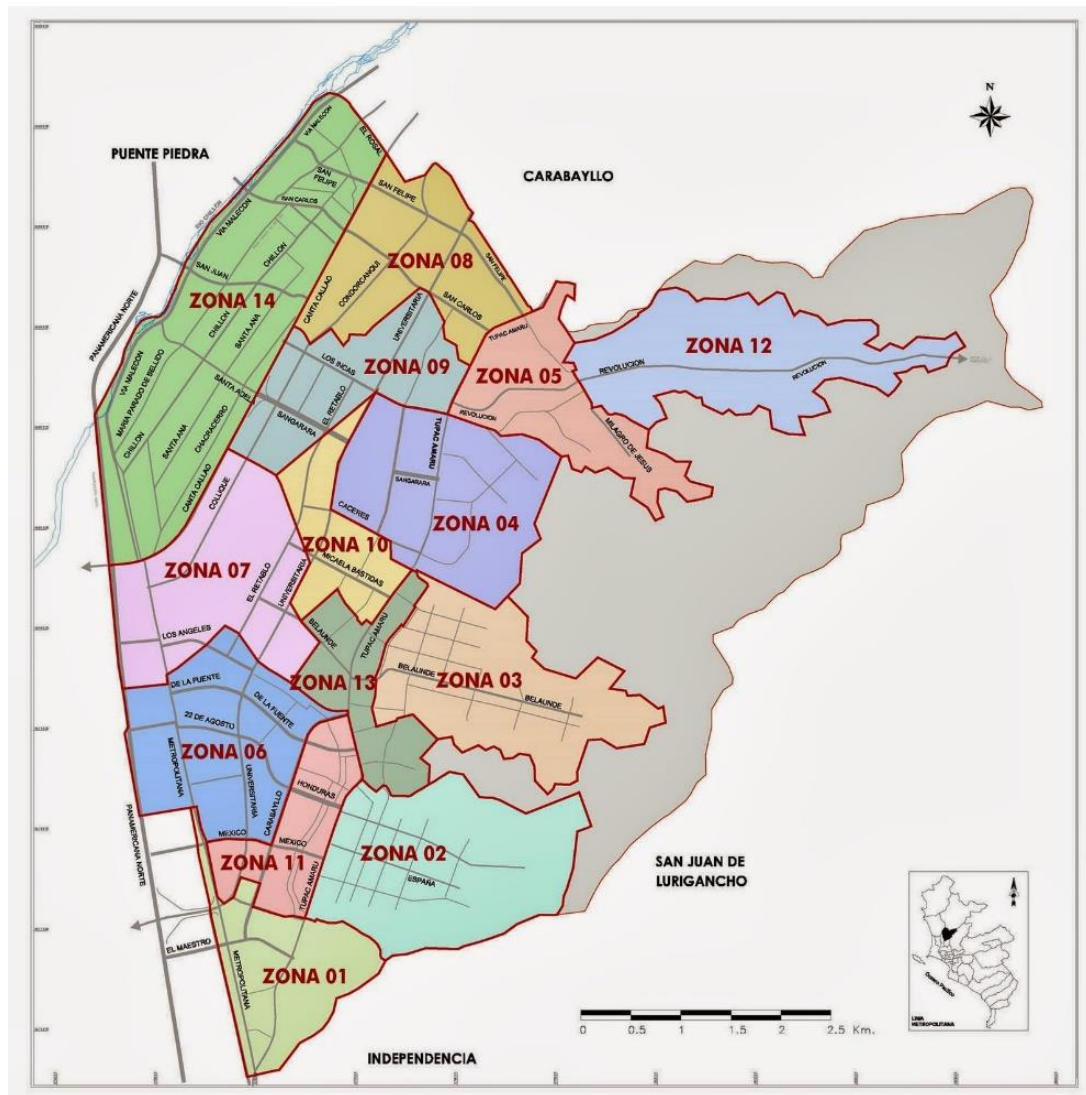 N
PUENTE PIEDRA
CARABAYLLO
VIA MALECON
EL ROSAL
SAN
FELIPE
SAN FELIPE
SAN CARLOS
RIO CHILLON
VIA MALECON
CHILLON
SAN JUAN
ZONA 14
ZONA 08
CANTA CALLAO
CONDORCANQUI
SAN FELIPE
SAN CARLOS
UNIVERSITARIA
TUPAC AMARU
PANAMERICANA NORTE
CHILLON
SANTA ANA
LOS INCAS
ZONA 09
ZONA 05
REVOLUCION
ZONA 12
REVOLUCION
VIA MALECON
MARIA PARADO DE BELLIDO
SANTA ADEL
EL RETABLO
SANGARARA
REVOLUCION
MILAGRO DE JESUS
CHILLON
SANTA ANA
CHACRACERRO
CANTA CALLAO
COLLIQUE
TUPAC AMARU
SANGARARA
CACERES
ZONA 04
ZONA 10
MICAELA BASTIDAS
ZONA 07
EL RETABLO
UNIVERSITARIA
LOS ANGELES
BELAUNDE
TUPAC AMARU
ZONA 13
BELAUNDE
ZONA 03
BELAUNDE
DE LA FUENTE
DE LA FUENTE
22 DE AGOSTO
ZONA 06
METROPOLITANA
UNIVERSITARIA
CARABAYLLO
HONDURAS
PANAMERICANA NORTE
MEXICO
MEXICO
ZONA 11
TUPAC AMARU
ZONA 02
ESPAÑA
SAN JUAN DE
LURIGANCHO
EL MAESTRO
METROPOLITANA
ZONA 01
INDEPENDENCIA
0 0.5 1 1.5 2 2.5 Km.
Oceano Pacifico
LIMA
METROPOLITANA